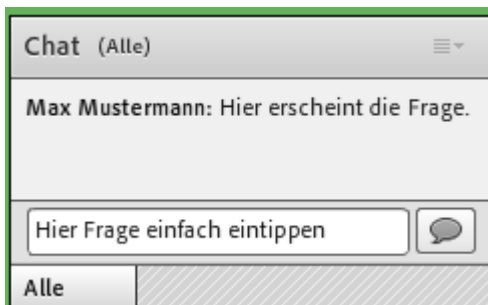 Chat (Alle)
Max Mustermann: Hier erscheint die Frage.
Hier Frage einfach eintippen
Alle